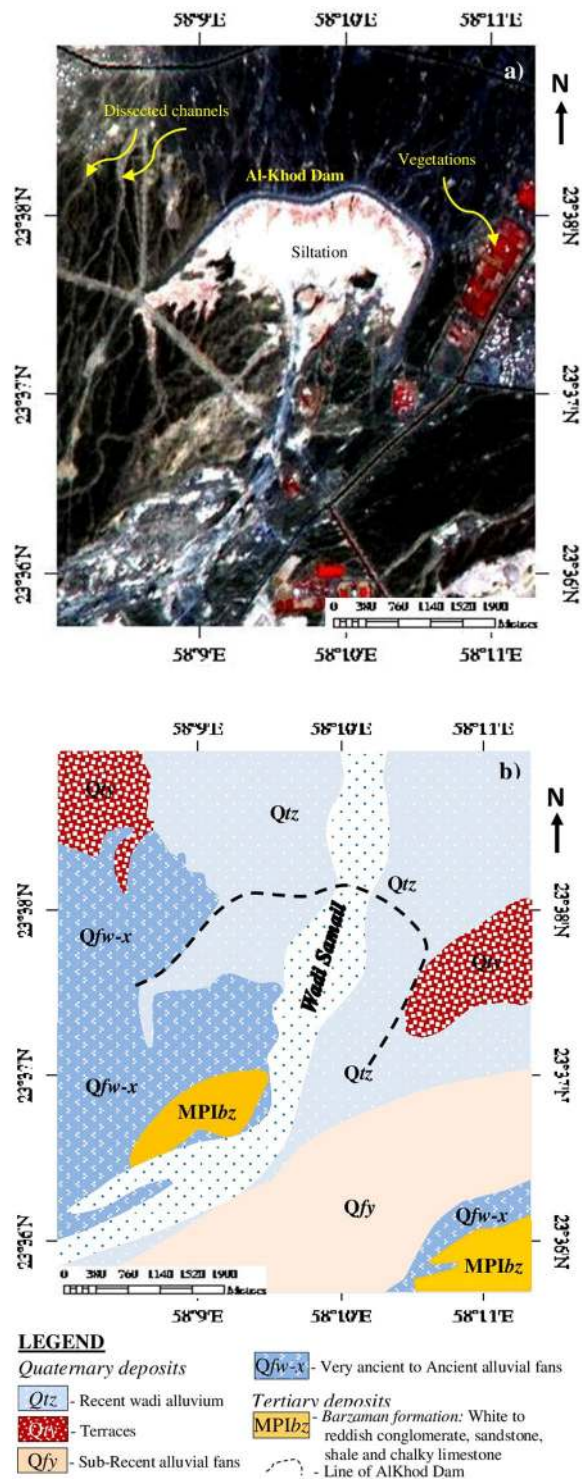 58°9'E 58°10'E 58°11'E
a)
Dissected channels
N
Al-Khod Dam
Vegetations
23°38'N 23°38'N
Siltation
23°37'N 23°37'N
23°36'N 23°36'N
0 380 760 1140 1520 1900
58°9'E 58°10'E 58°11'E
58°9'E 58°10'E 58°11'E
b)
Qty
Qtz
N
Qtz
23°38'N 23°38'N
Qfw-x
Wadi Samail
Qty
Qtz
23°37'N 23°37'N
Qfw-x
MPIbz
Qfy
Qfw-x
23°36'N 23°36'N
MPIbz
0 380 760 1140 1520 1900
58°9'E 58°10'E 58°11'E
LEGEND
Quaternary deposits
Qtz - Recent wadi alluvium
Qty - Terraces
Qfy - Sub-Recent alluvial fans
Qfw-x - Very ancient to Ancient alluvial fans
Tertiary deposits
MPIbz - Barzaman formation: White to
reddish conglomerate, sandstone,
shale and chalky limestone
- Line of AlKhod Dam